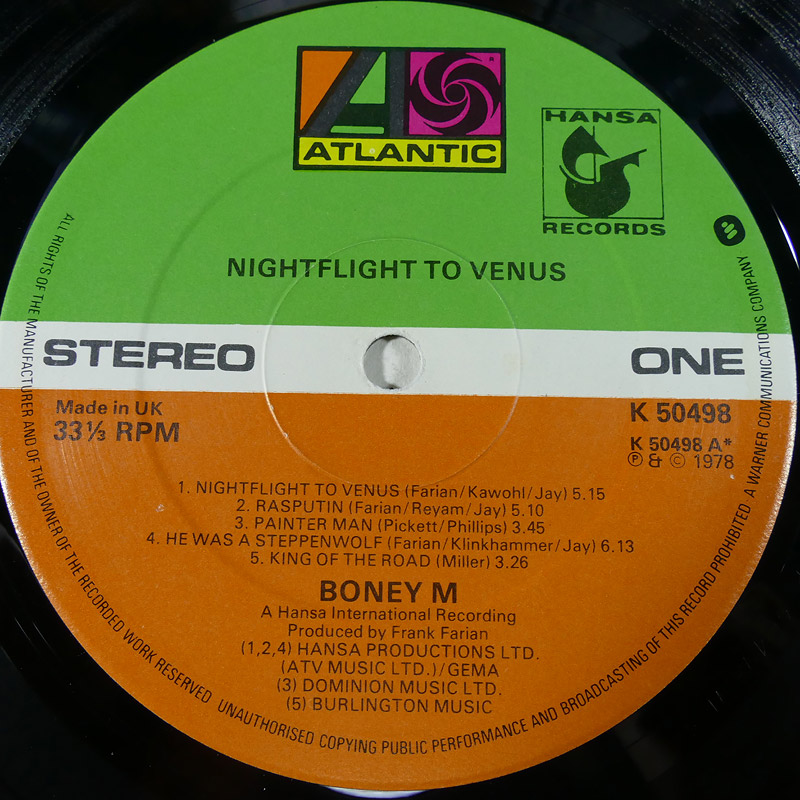 ATLANTIC
HANSA
RECORDS
NIGHTFLIGHT TO VENUS
STEREO
ONE
Made in UK
33⅓ RPM
K 50498
K 50498 A*
Ⓟ & © 1978
1. NIGHTFLIGHT TO VENUS (Farian/Kawohl/Jay) 5.15
2. RASPUTIN (Farian/Reyam/Jay) 5.10
3. PAINTER MAN (Pickett/Phillips) 3.45
4. HE WAS A STEPPENWOLF (Farian/Klinkhammer/Jay) 6.13
5. KING OF THE ROAD (Miller) 3.26
BONEY M
A Hansa International Recording
Produced by Frank Farian
(1,2,4) HANSA PRODUCTIONS LTD.
(ATV MUSIC LTD.)/GEMA
(3) DOMINION MUSIC LTD.
(5) BURLINGTON MUSIC
ALL RIGHTS OF THE MANUFACTURER AND OF THE OWNER OF THE RECORDED WORK RESERVED UNAUTHORISED COPYING PUBLIC PERFORMANCE AND BROADCASTING OF THIS RECORD PROHIBITED A WARNER COMMUNICATIONS COMPANY